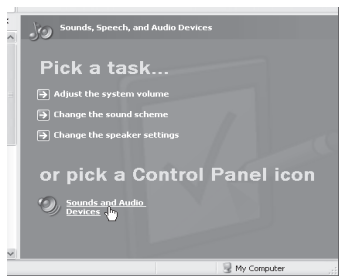 Sounds, Speech, and Audio Devices
Pick a task...
Adjust the system volume
Change the sound scheme
Change the speaker settings
or pick a Control Panel icon
Sounds and Audio
Devices
My Computer